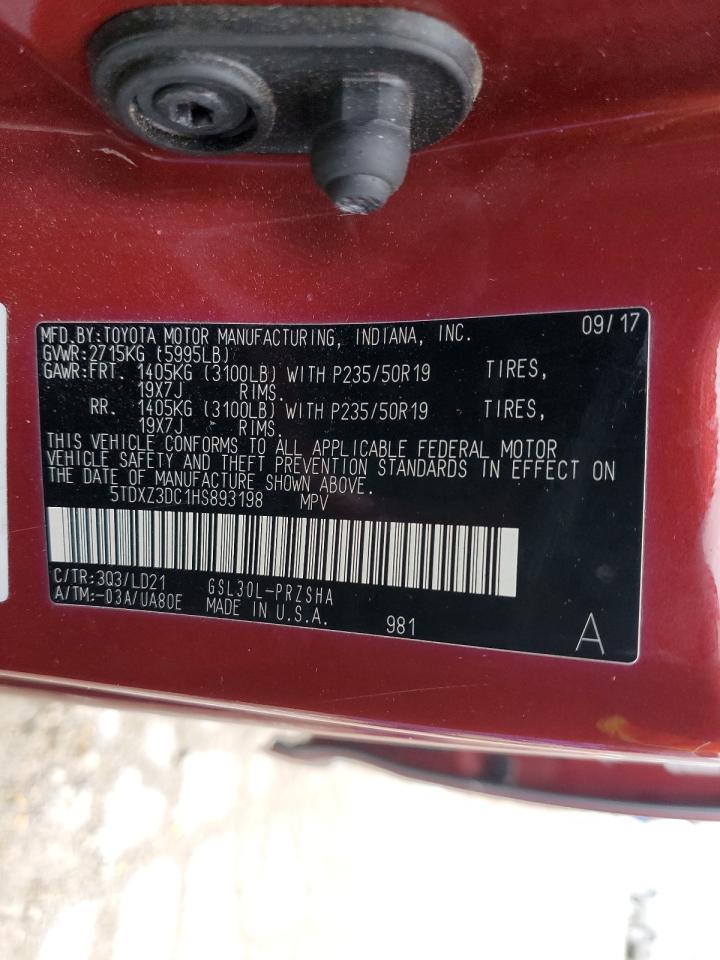 MFD.BY:TOYOTA MOTOR MANUFACTURING, INDIANA, INC. 09/17
GVWR:2715KG (5995LB)
GAWR:FRT. 1405KG (3100LB) WITH P235/50R19 TIRES,
19X7J RIMS.
RR. 1405KG (3100LB) WITH P235/50R19 TIRES,
19X7J RIMS.
THIS VEHICLE CONFORMS TO ALL APPLICABLE FEDERAL MOTOR
VEHICLE SAFETY AND THEFT PREVENTION STANDARDS IN EFFECT ON
THE DATE OF MANUFACTURE SHOWN ABOVE.
5TDXZ3DC1HS893198 MPV
C/TR:3Q3/LD21 GSL30L-PRZSHA
A/TM:-03A/UA80E MADE IN U.S.A. 981 A